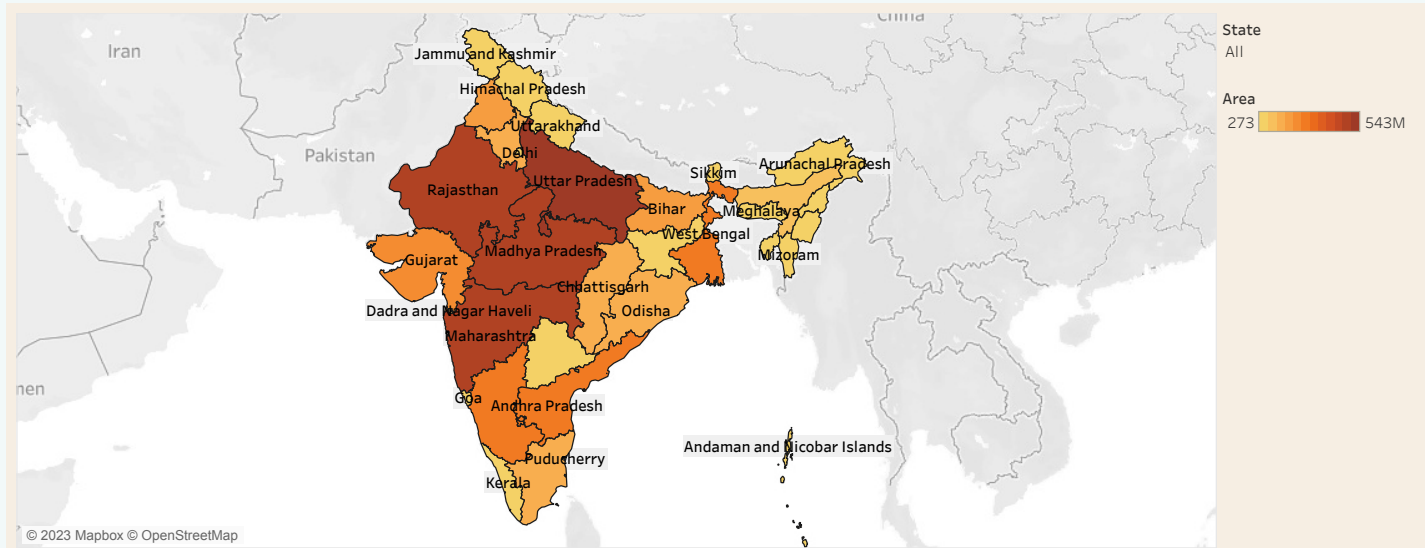 China
Iran
Jammu and Kashmir
Himachal Pradesh
Uttarakhand
Pakistan
Delhi
Sikkim
Arunachal Pradesh
Rajasthan
Uttar Pradesh
Bihar
Meghalaya
West Bengal
Gujarat
Madhya Pradesh
Mizoram
Chhattisgarh
Dadra and Nagar Haveli
Odisha
Maharashtra
men
Goa
Andhra Pradesh
Andaman and Nicobar Islands
Puducherry
Kerala
© 2023 Mapbox © OpenStreetMap
State
All
Area
273 543M